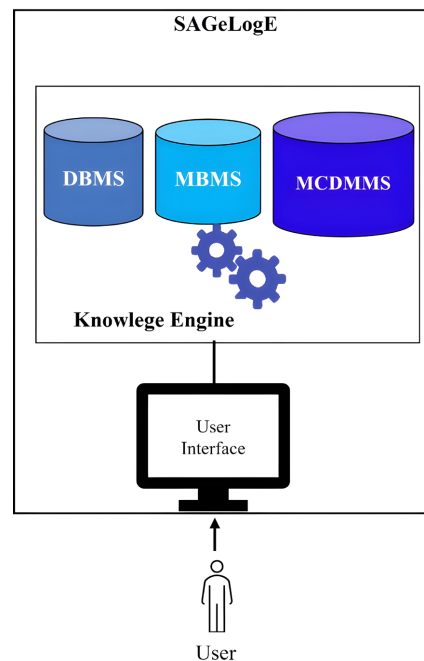 SAGeLogE
DBMS
MBMS
MCDMMS
Knowlege Engine
User
Interface
User